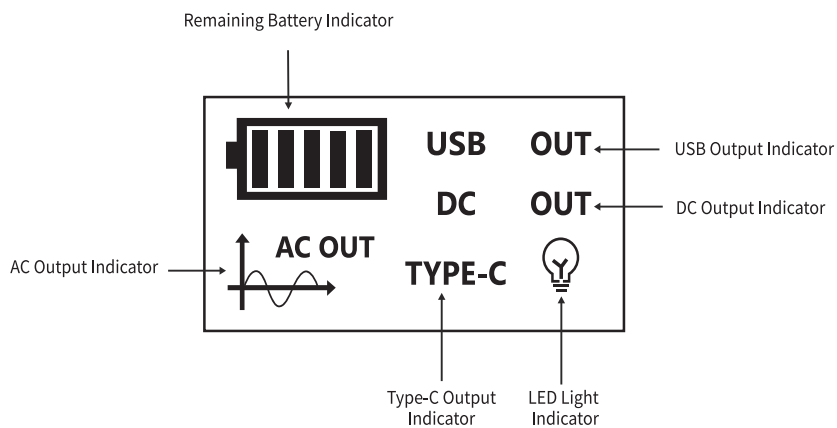 Remaining Battery Indicator
USB OUT
USB Output Indicator
DC OUT
DC Output Indicator
AC OUT
AC Output Indicator
TYPE-C
Type-C Output
Indicator
LED Light
Indicator